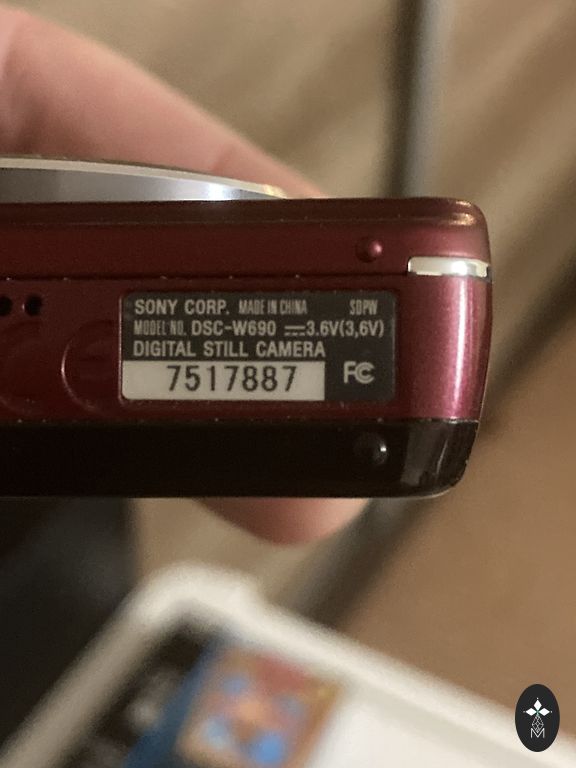 SONY CORP. MADE IN CHINA SDPW
MODEL NO. DSC-W690 ⎓3.6V(3,6V)
DIGITAL STILL CAMERA
7517887 FC
M